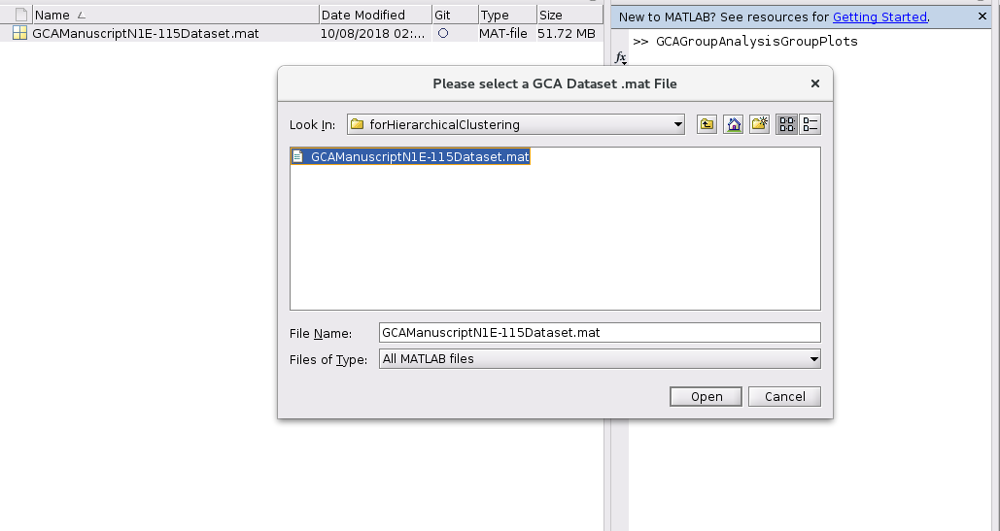 Name Date Modified Git Type Size
GCAManuscriptN1E-115Dataset.mat 10/08/2018 02:... MAT-file 51.72 MB
New to MATLAB? See resources for Getting Started.
>> GCAGroupAnalysisGroupPlots
fx
Please select a GCA Dataset .mat File
Look In: forHierarchicalClustering
GCAManuscriptN1E-115Dataset.mat
File Name: GCAManuscriptN1E-115Dataset.mat
Files of Type: All MATLAB files
Open Cancel